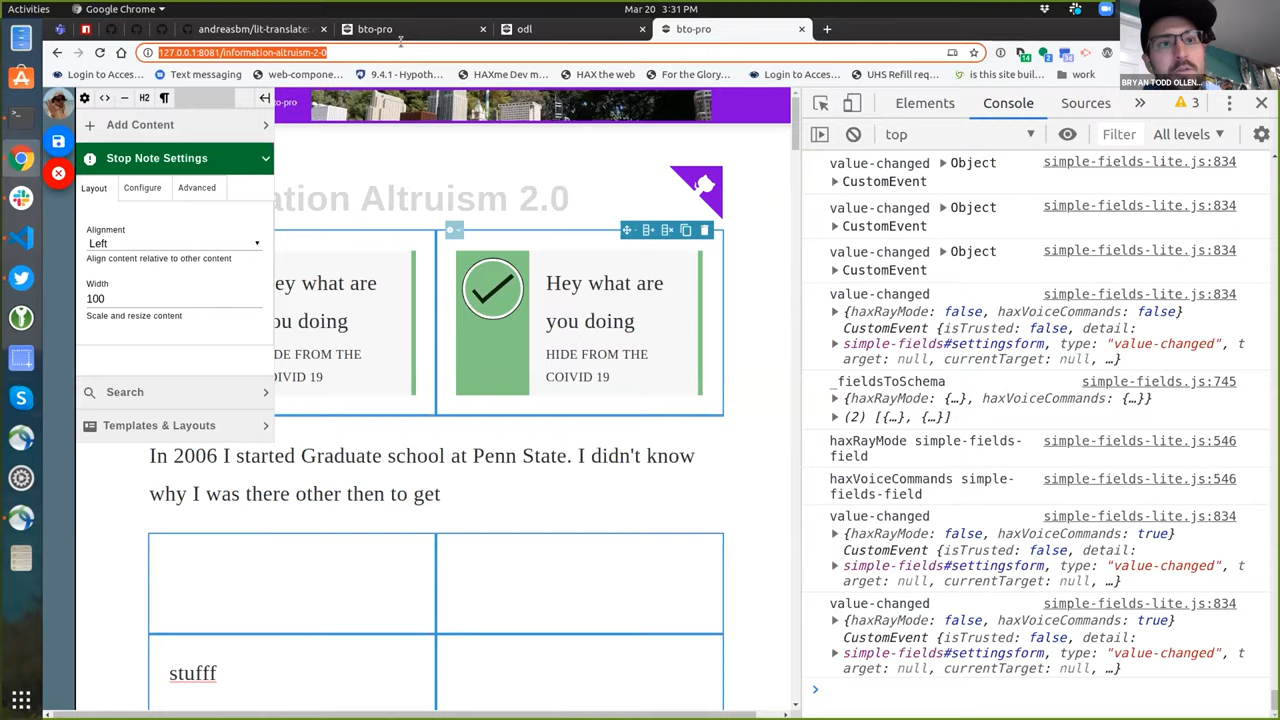 Activities
Google Chrome
Mar 20 3:31 PM
andreasbm/lit-translate:
bto-pro
odl
bto-pro
127.0.0.1:8081/information-altruism-2-0
14
Login to Acces...
Text messaging
web-compone...
9.4.1 - Hypoth...
HAXme Dev m...
HAX the web
For the Glory...
Login to Acces...
UHS Refill req...
is this site buil...
work
BRYAN TODD OLLEN...
H2
to-pro
Add Content
Stop Note Settings
Layout
Configure
Advanced
Alignment
Left
Align content relative to other content
Width
100
Scale and resize content
Search
Templates & Layouts
ation Altruism 2.0
ey what are
ou doing
DE FROM THE
OIVID 19
Hey what are
you doing
HIDE FROM THE
COIVID 19
In 2006 I started Graduate school at Penn State. I didn't know
why I was there other then to get
stufff
Elements
Console
Sources
3
top
Filter
All levels
value-changed Object simple-fields-lite.js:834
CustomEvent
value-changed Object simple-fields-lite.js:834
CustomEvent
value-changed Object simple-fields-lite.js:834
CustomEvent
value-changed simple-fields-lite.js:834
{haxRayMode: false, haxVoiceCommands: false}
CustomEvent {isTrusted: false, detail:
simple-fields#settingsform, type: "value-changed", t
arget: null, currentTarget: null, …}
_fieldsToSchema simple-fields.js:745
{haxRayMode: {…}, haxVoiceCommands: {…}}
(2) [{…}, {…}]
haxRayMode simple-fields- simple-fields.js:546
field
haxVoiceCommands simple- simple-fields.js:546
fields-field
value-changed simple-fields-lite.js:834
{haxRayMode: false, haxVoiceCommands: true}
CustomEvent {isTrusted: false, detail:
simple-fields#settingsform, type: "value-changed", t
arget: null, currentTarget: null, …}
value-changed simple-fields-lite.js:834
{haxRayMode: false, haxVoiceCommands: true}
CustomEvent {isTrusted: false, detail:
simple-fields#settingsform, type: "value-changed", t
arget: null, currentTarget: null, …}